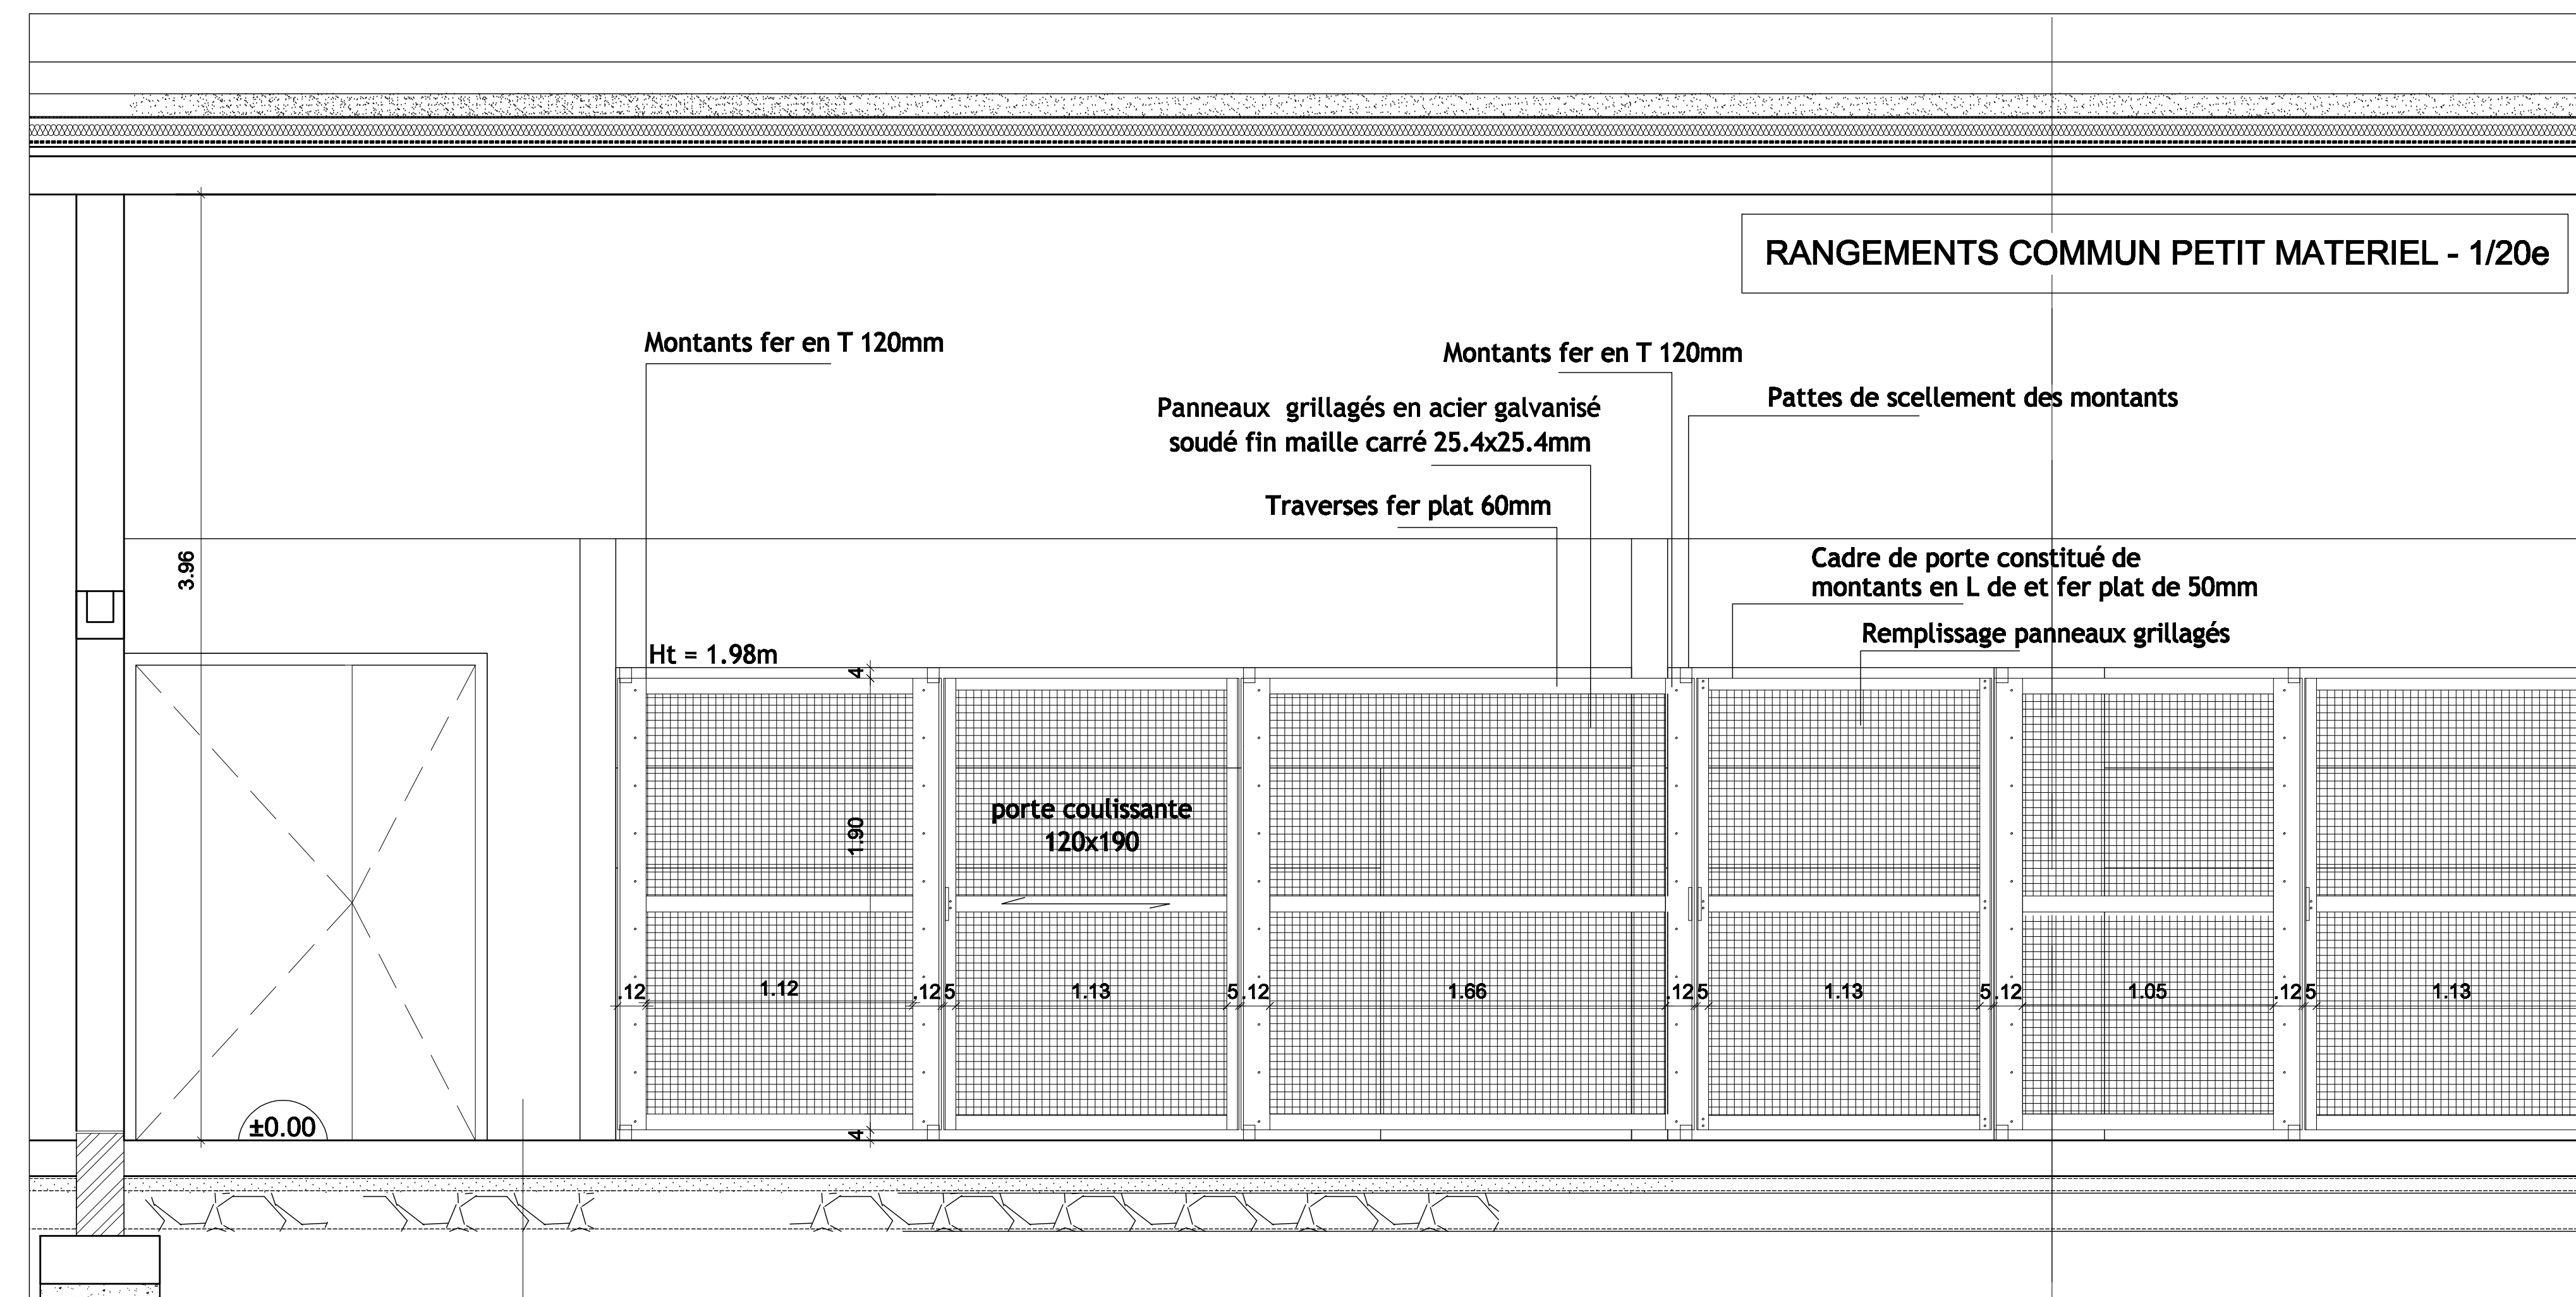 RANGEMENTS COMMUN PETIT MATERIEL - 1/20e
Montants fer en T 120mm
Montants fer en T 120mm
Pattes de scellement des montants
Panneaux grillagés en acier galvanisé
soudé fin maille carré 25.4x25.4mm
Traverses fer plat 60mm
Cadre de porte constitué de
montants en L de et fer plat de 50mm
3.96
Remplissage panneaux grillagés
Ht = 1.98m
4
porte coulissante
120x190
1.90
.12 1.12 .12 5 1.13 5 .12 1.66 .12 5 1.13 5 .12 1.05 .12 5 1.13
±0.00
4